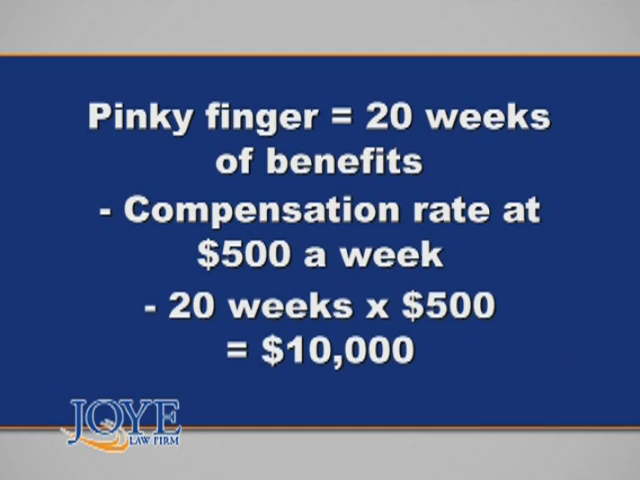 Pinky finger = 20 weeks
of benefits
- Compensation rate at
$500 a week
- 20 weeks x $500
= $10,000
JOYE
LAW FIRM